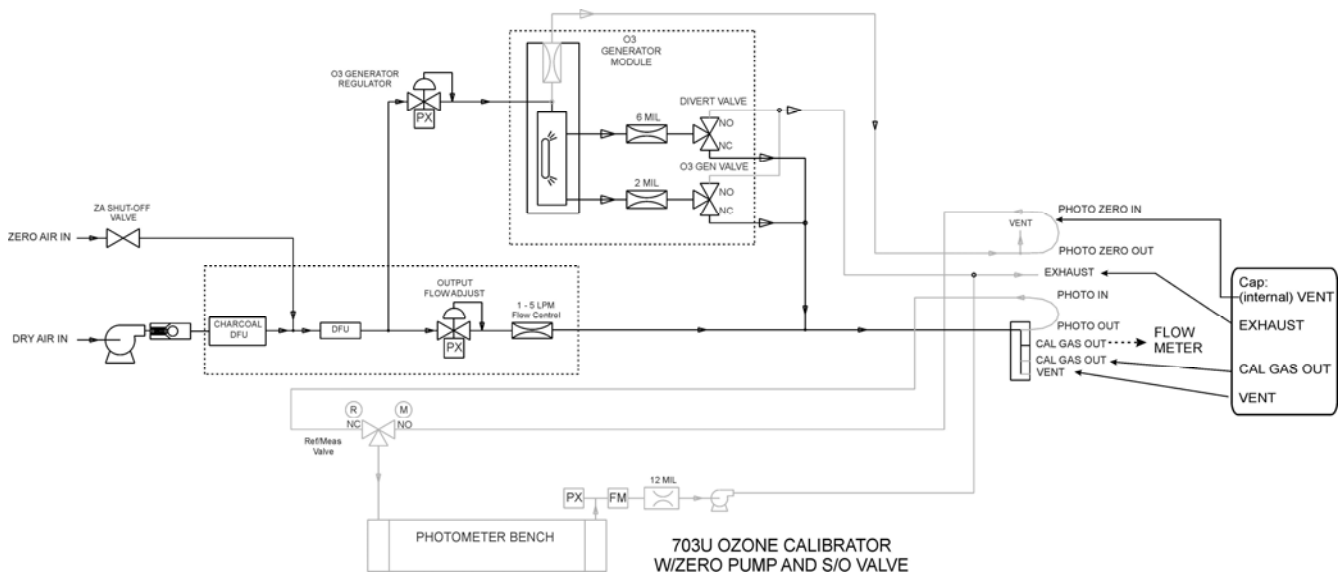 O3
GENERATOR
MODULE
O3 GENERATOR
REGULATOR
PX
6 MIL
DIVERT VALVE
NO
NC
O3 GEN VALVE
2 MIL
NO
NC
ZA SHUT-OFF
VALVE
ZERO AIR IN
PHOTO ZERO IN
VENT
PHOTO ZERO OUT
EXHAUST
OUTPUT
FLOW ADJUST
1 - 5 LPM
Flow Control
PHOTO IN
CHARCOAL
DFU
DFU
PX
DRY AIR IN
PHOTO OUT
CAL GAS OUT
FLOW
METER
CAL GAS OUT
VENT
Cap:
(internal) VENT
EXHAUST
CAL GAS OUT
VENT
R
M
NC
NO
Ref/Meas
Valve
PX
FM
12 MIL
PHOTOMETER BENCH
703U OZONE CALIBRATOR
W/ZERO PUMP AND S/O VALVE